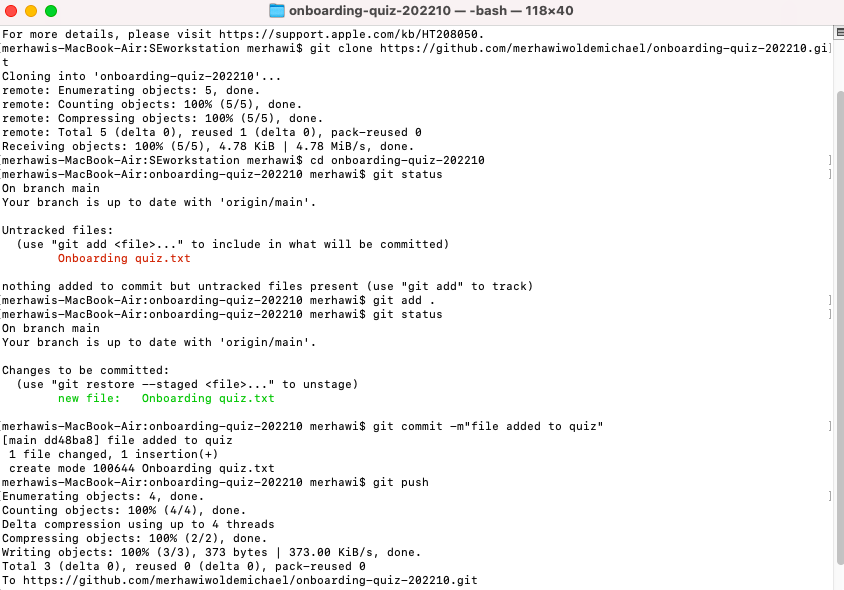 onboarding-quiz-202210 — -bash — 118×40
For more details, please visit https://support.apple.com/kb/HT208050.
[merhawis-MacBook-Air:SEworkstation merhawi$ git clone https://github.com/merhawiwoldemichael/onboarding-quiz-202210.gi]
t
Cloning into 'onboarding-quiz-202210'...
remote: Enumerating objects: 5, done.
remote: Counting objects: 100% (5/5), done.
remote: Compressing objects: 100% (5/5), done.
remote: Total 5 (delta 0), reused 1 (delta 0), pack-reused 0
Receiving objects: 100% (5/5), 4.78 KiB | 4.78 MiB/s, done.
[merhawis-MacBook-Air:SEworkstation merhawi$ cd onboarding-quiz-202210 ]
[merhawis-MacBook-Air:onboarding-quiz-202210 merhawi$ git status ]
On branch main
Your branch is up to date with 'origin/main'.
Untracked files:
  (use "git add <file>..." to include in what will be committed)
        Onboarding quiz.txt
nothing added to commit but untracked files present (use "git add" to track)
[merhawis-MacBook-Air:onboarding-quiz-202210 merhawi$ git add . ]
[merhawis-MacBook-Air:onboarding-quiz-202210 merhawi$ git status ]
On branch main
Your branch is up to date with 'origin/main'.
Changes to be committed:
  (use "git restore --staged <file>..." to unstage)
        new file:   Onboarding quiz.txt
[merhawis-MacBook-Air:onboarding-quiz-202210 merhawi$ git commit -m"file added to quiz" ]
[main dd48ba8] file added to quiz
 1 file changed, 1 insertion(+)
 create mode 100644 Onboarding quiz.txt
merhawis-MacBook-Air:onboarding-quiz-202210 merhawi$ git push
[Enumerating objects: 4, done. ]
Counting objects: 100% (4/4), done.
Delta compression using up to 4 threads
Compressing objects: 100% (2/2), done.
Writing objects: 100% (3/3), 373 bytes | 373.00 KiB/s, done.
Total 3 (delta 0), reused 0 (delta 0), pack-reused 0
To https://github.com/merhawiwoldemichael/onboarding-quiz-202210.git